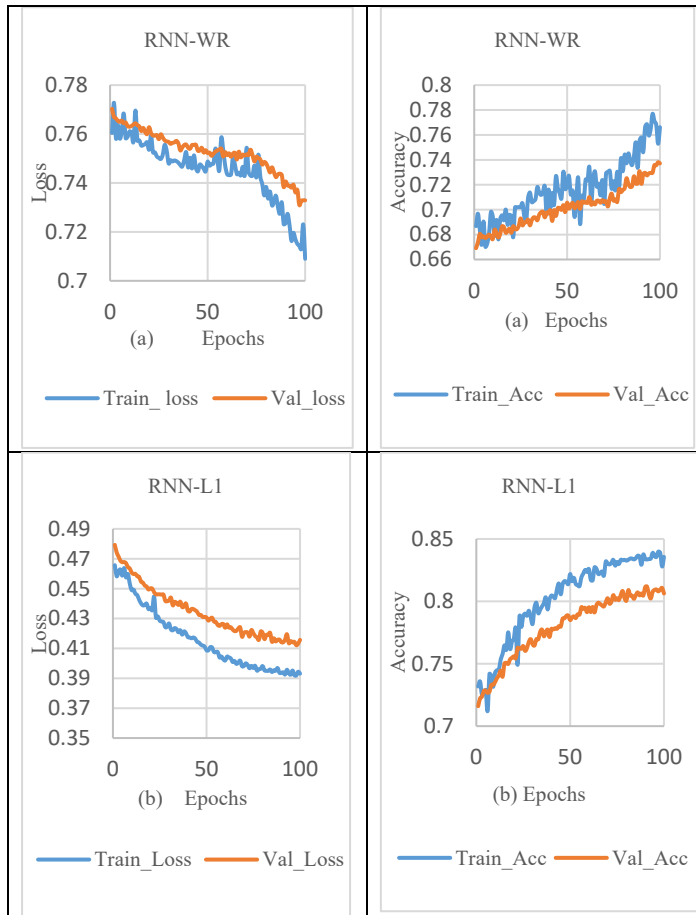 RNN-WR
0.78
0.76
0.74
0.72
0.7
Loss
0 50 100
(a) Epochs
Train_ loss Val_loss
RNN-WR
0.8
0.78
0.76
0.74
0.72
0.7
0.68
0.66
Accuracy
0 50 100
(a) Epochs
Train_Acc Val_Acc
RNN-L1
0.49
0.47
0.45
0.43
0.41
0.39
0.37
0.35
Loss
0 50 100
(b) Epochs
Train_Loss Val_Loss
RNN-L1
0.85
0.8
0.75
0.7
Accuracy
0 50 100
(b) Epochs
Train_Acc Val_Acc